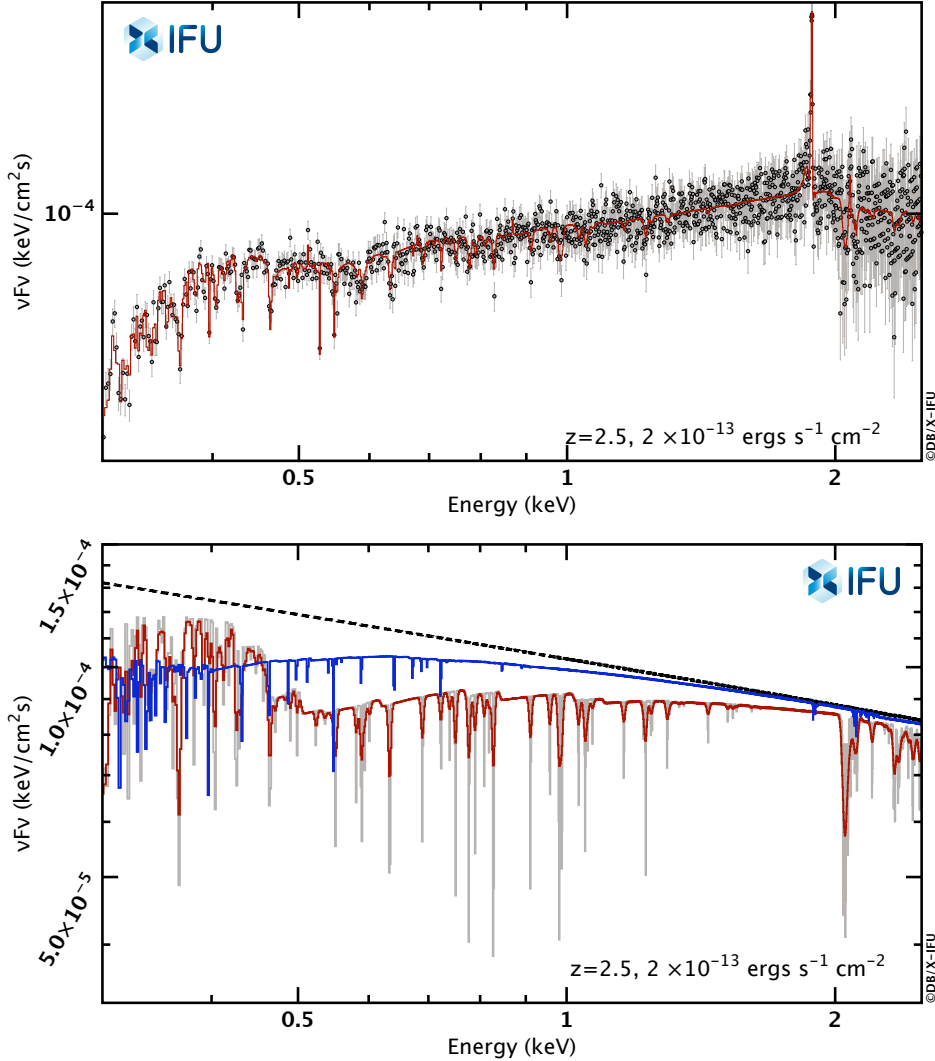 IFU
νFν (keV/cm²s)
10⁻⁴
z=2.5, 2 ×10⁻¹³ ergs s⁻¹ cm⁻²
0.5
1
2
Energy (keV)
©DB/X-IFU
IFU
νFν (keV/cm²s)
1.5×10⁻⁴
1.0×10⁻⁴
5.0×10⁻⁵
z=2.5, 2 ×10⁻¹³ ergs s⁻¹ cm⁻²
0.5
1
2
Energy (keV)
©DB/X-IFU